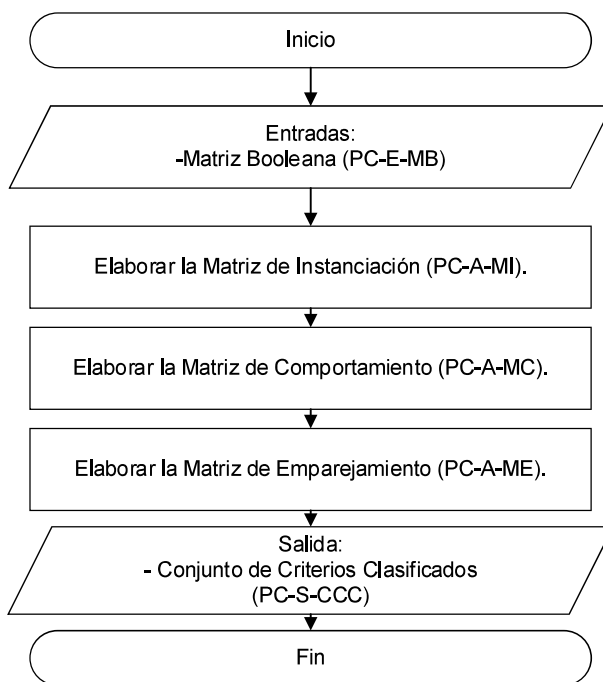 Inicio
Entradas:
-Matriz Booleana (PC-E-MB)
Elaborar la Matriz de Instanciación (PC-A-MI).
Elaborar la Matriz de Comportamiento (PC-A-MC).
Elaborar la Matriz de Emparejamiento (PC-A-ME).
Salida:
- Conjunto de Criterios Clasificados
(PC-S-CCC)
Fin